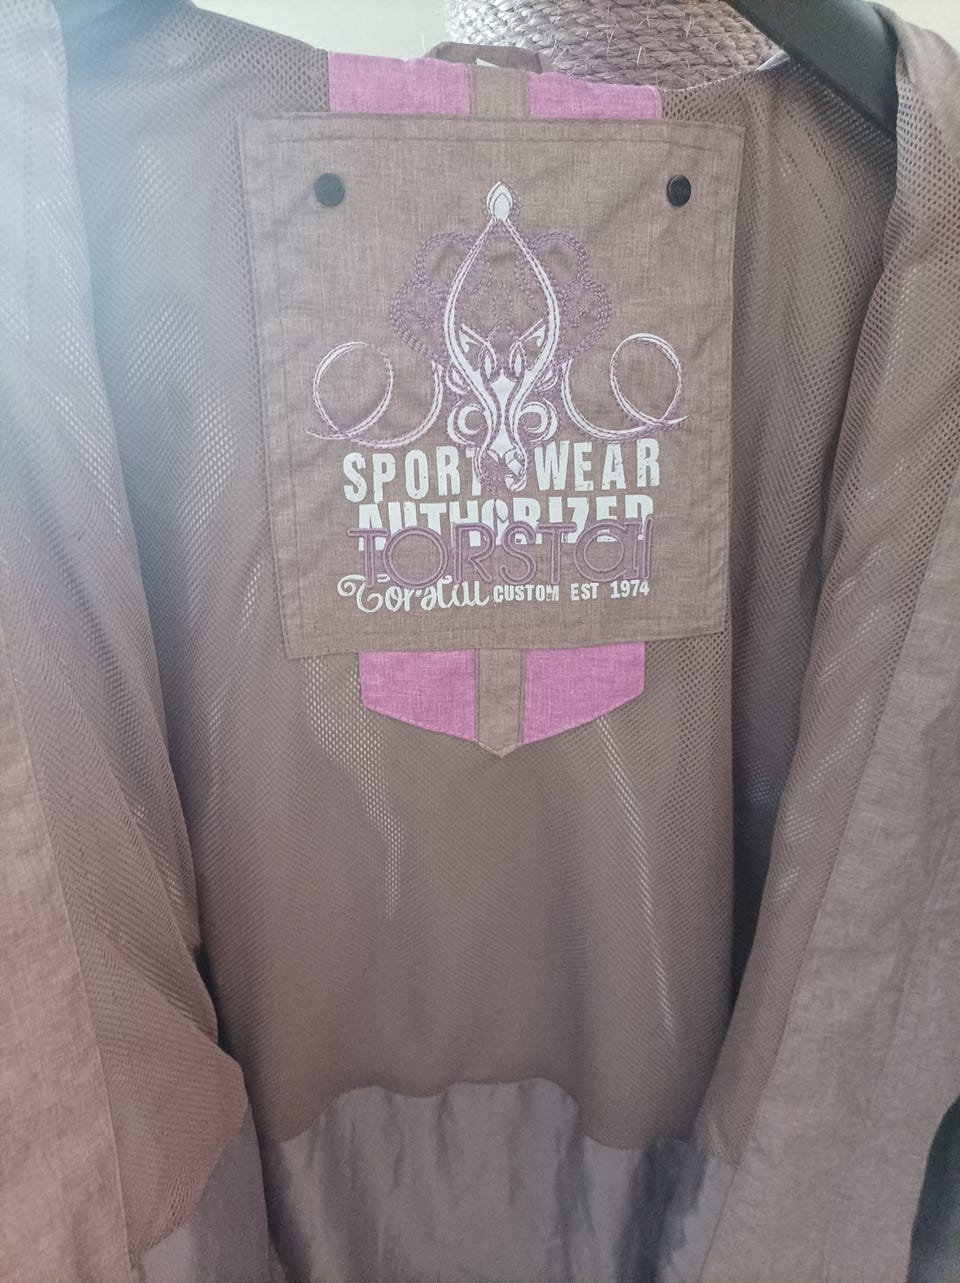 SPORTSWEAR
AUTHORIZED
TORSTAI
Torstai CUSTOM EST 1974